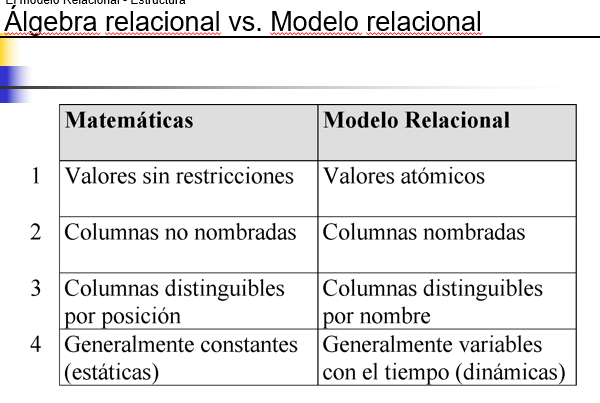 El modelo Relacional - Estructura
Álgebra relacional vs. Modelo relacional
Matemáticas Modelo Relacional
1 Valores sin restricciones Valores atómicos
2 Columnas no nombradas Columnas nombradas
3 Columnas distinguibles Columnas distinguibles
por posición por nombre
4 Generalmente constantes Generalmente variables
(estáticas) con el tiempo (dinámicas)